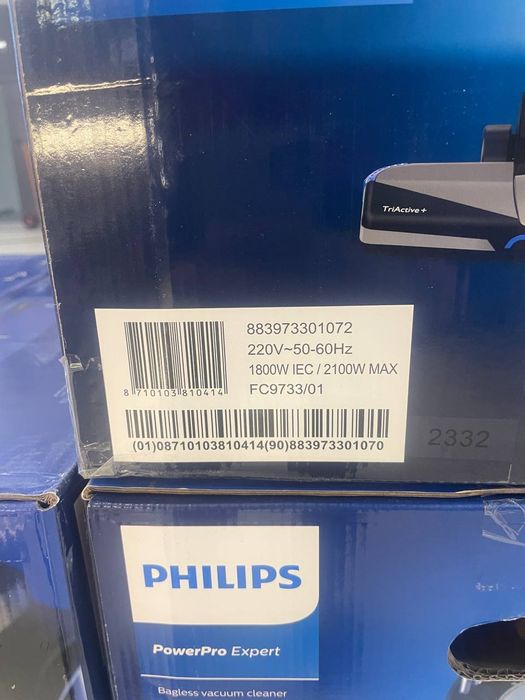 TriActive+
883973301072
220V~50-60Hz
1800W IEC / 2100W MAX
FC9733/01
8 710103 810414
(01)08710103810414(90)883973301070
2332
PHILIPS
PowerPro Expert
Bagless vacuum cleaner